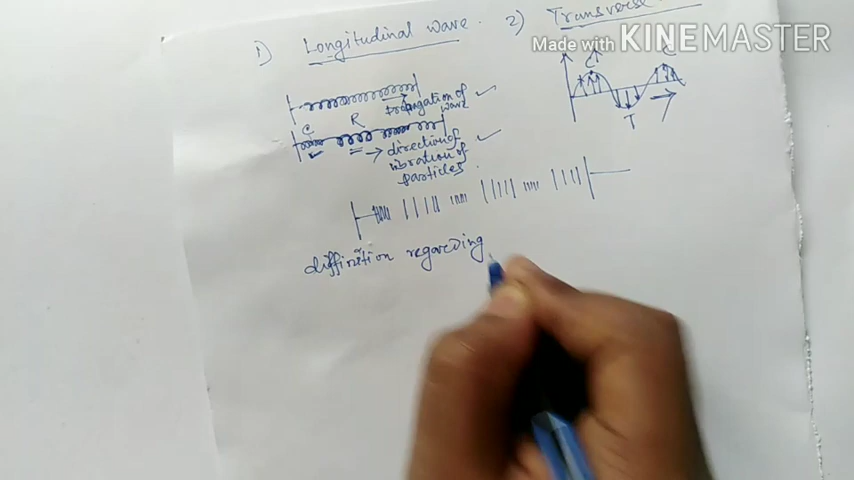 1) Longitudinal wave. 2) Transverse.
Made with KINEMASTER
C C
propagation of
wave
C R
direction of
vibration of
particles.
T
diffination regarding